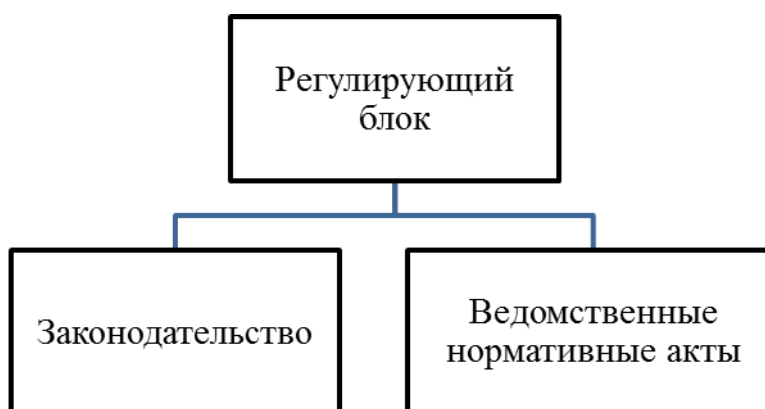 Регулирующий
блок
Законодательство
Ведомственные
нормативные акты